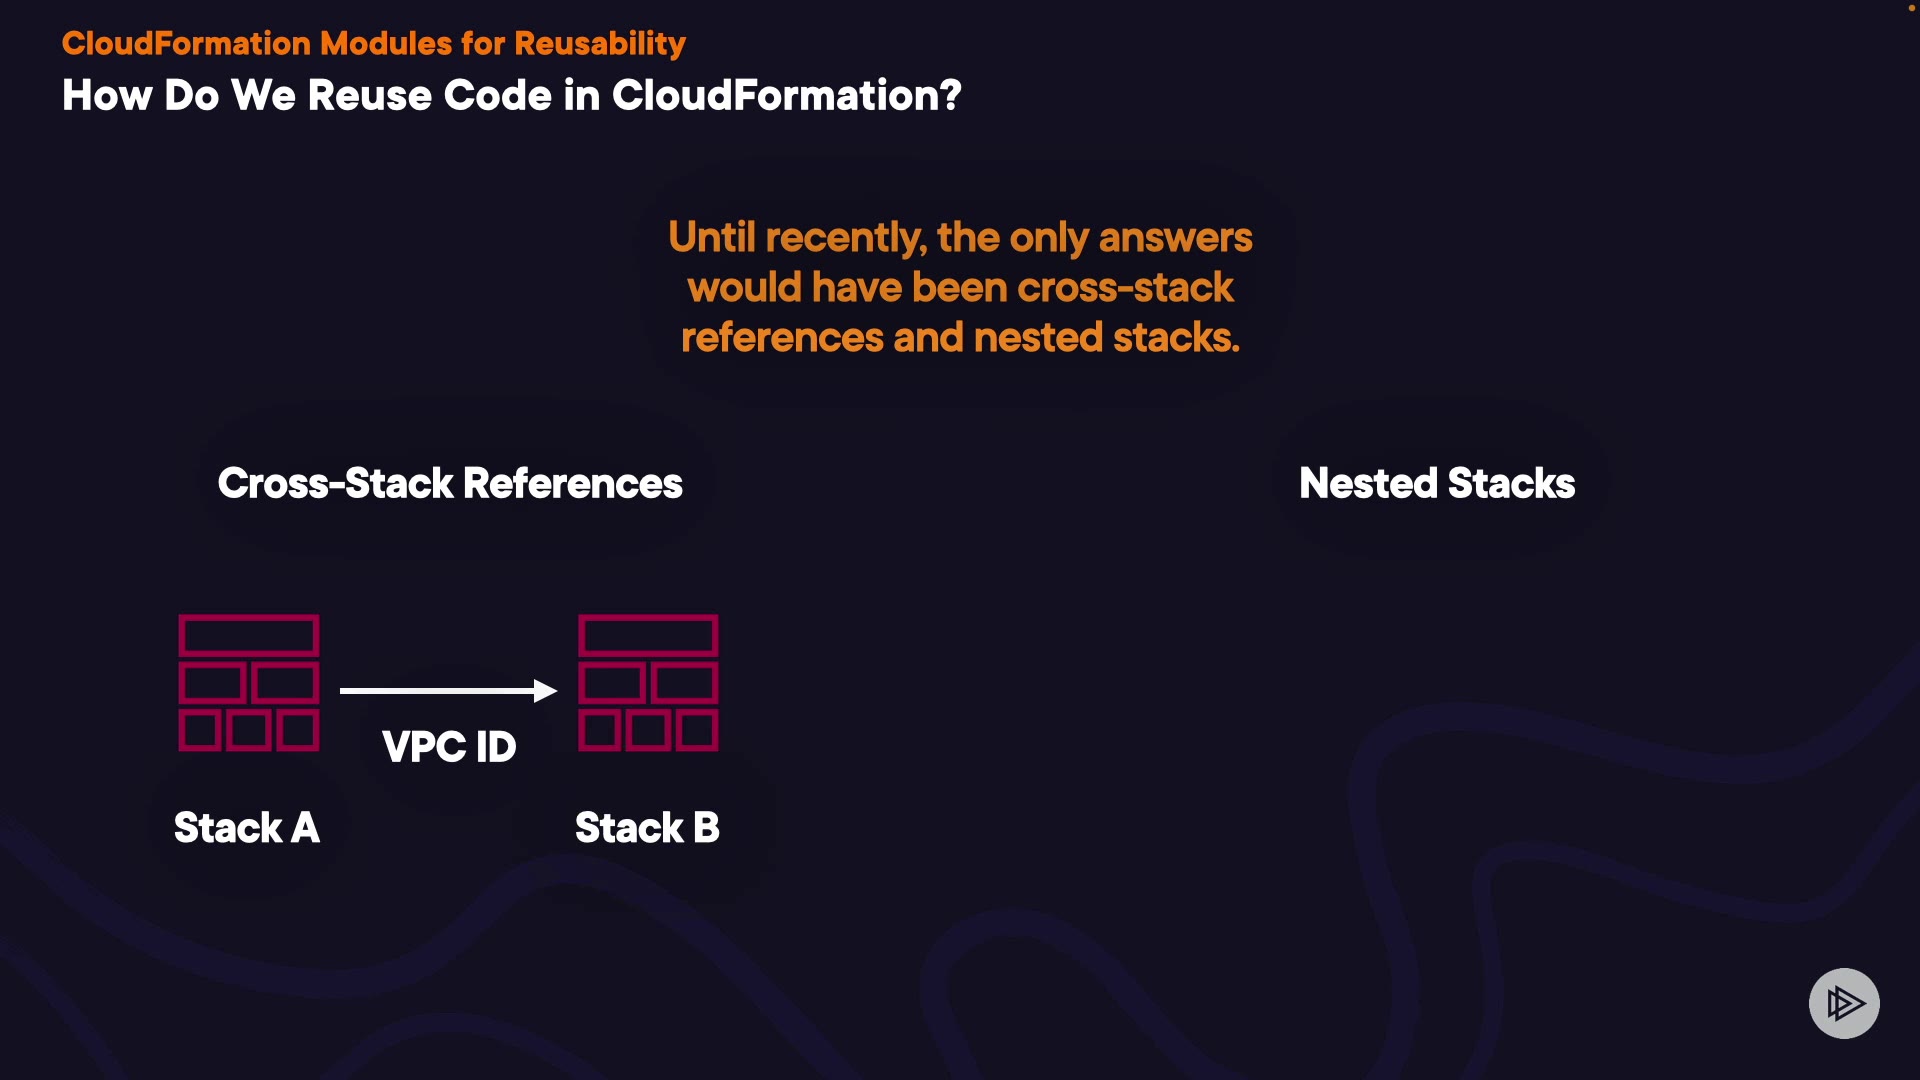 CloudFormation Modules for Reusability
How Do We Reuse Code in CloudFormation?
Until recently, the only answers
would have been cross-stack
references and nested stacks.
Cross-Stack References
Nested Stacks
VPC ID
Stack A
Stack B